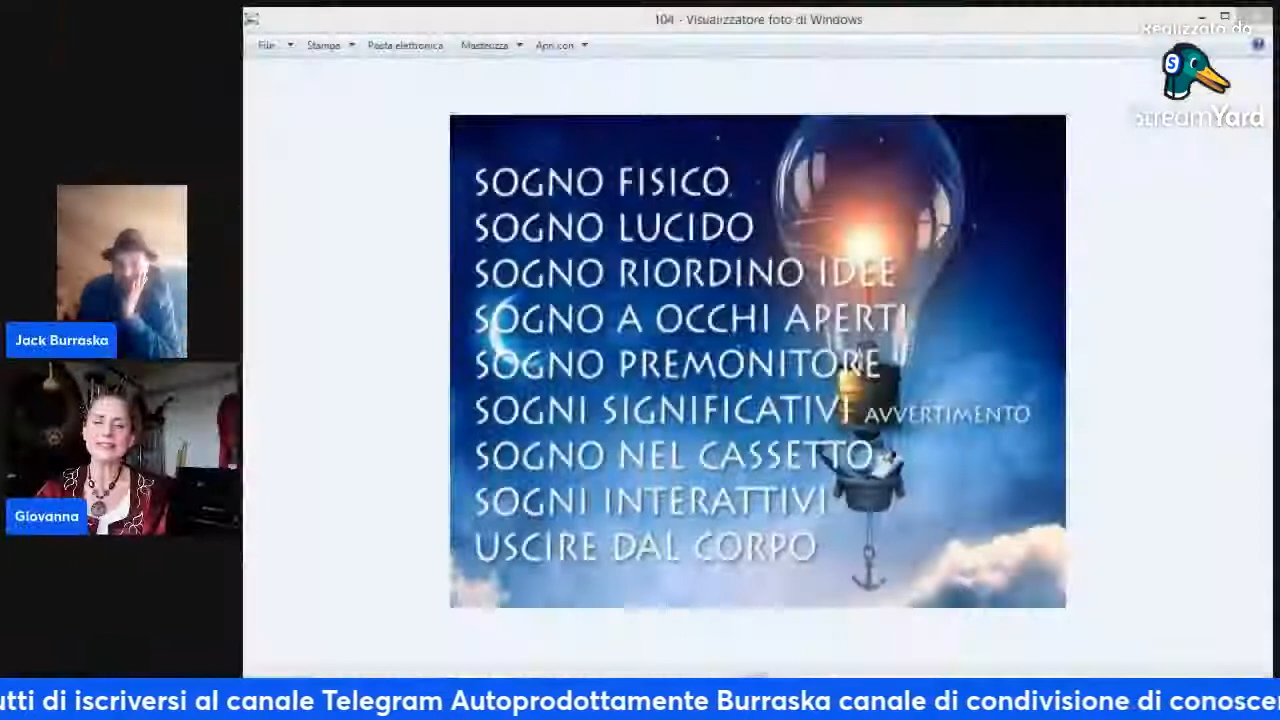 104 - Visualizzatore foto di Windows
File Stampa Posta elettronica Masterizza Apri con
Realizzato da
StreamYard
SOGNO FISICO
SOGNO LUCIDO
SOGNO RIORDINO IDEE
SOGNO A OCCHI APERTI
SOGNO PREMONITORE
SOGNI SIGNIFICATIVI AVVERTIMENTO
SOGNO NEL CASSETTO
SOGNI INTERATTIVI
USCIRE DAL CORPO
Jack Burraska
Giovanna
utti di iscriversi al canale Telegram Autoprodottamente Burraska canale di condivisione di conoscen